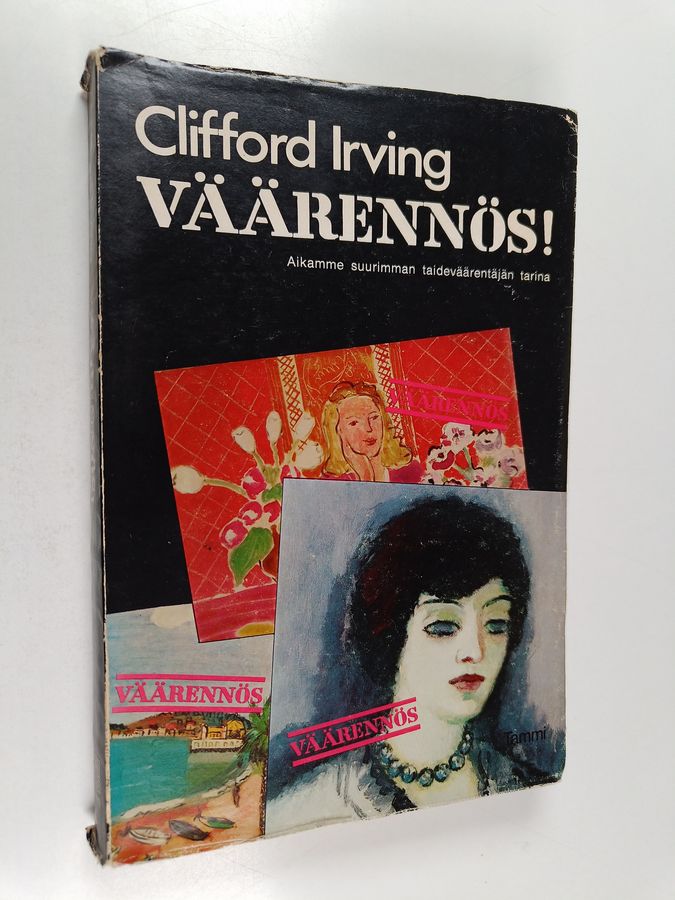 Clifford Irving
VÄÄRENNÖS!
Aikamme suurimman taideväärentäjän tarina
VÄÄRENNÖS
VÄÄRENNÖS
VÄÄRENNÖS
Tammi